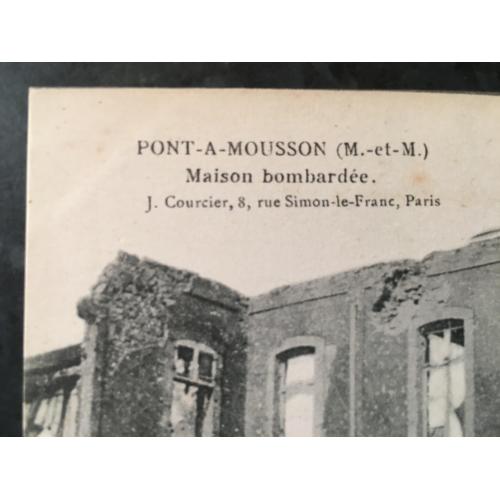 PONT-A-MOUSSON (M.-et-M.)
Maison bombardée.
J. Courcier, 8, rue Simon-le-Franc, Paris